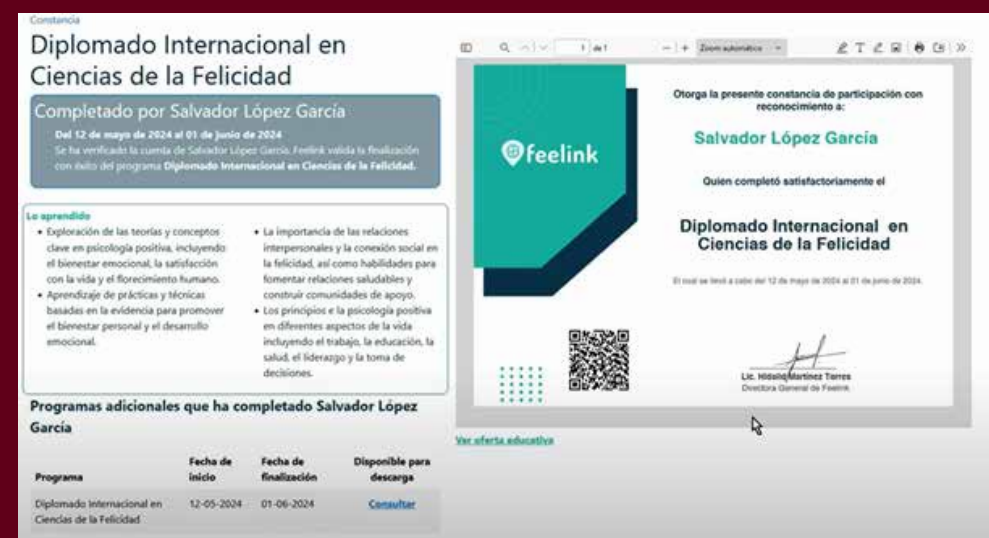 Constancia
Diplomado Internacional en
Ciencias de la Felicidad
Completado por Salvador López García
Del 12 de mayo de 2024 al 01 de junio de 2024
Se ha verificado la cuenta de Salvador López García. Feelink valida la finalización
con éxito del programa Diplomado Internacional en Ciencias de la Felicidad.
Lo aprendido
• Exploración de las teorías y conceptos
clave en psicología positiva, incluyendo
el bienestar emocional, la satisfacción
con la vida y el florecimiento humano.
• Aprendizaje de prácticas y técnicas
basadas en la evidencia para promover
el bienestar personal y el desarrollo
emocional.
• La importancia de las relaciones
interpersonales y la conexión social en
la felicidad, así como habilidades para
fomentar relaciones saludables y
construir comunidades de apoyo.
• Los principios e la psicología positiva
en diferentes aspectos de la vida
incluyendo el trabajo, la educación, la
salud, el liderazgo y la toma de
decisiones.
Programas adicionales que ha completado Salvador López
García
Programa Fecha de inicio Fecha de finalización Disponible para descarga
Diplomado Internacional en Ciencias de la Felicidad 12-05-2024 01-06-2024 Consultar
1 de 1 Zoom automático
feelink
Otorga la presente constancia de participación con
reconocimiento a:
Salvador López García
Quien completó satisfactoriamente el
Diplomado Internacional en
Ciencias de la Felicidad
El cual se llevó a cabo del 12 de mayo de 2024 al 01 de junio de 2024.
Lic. Martínez Torres
Directora General de Feelink
Ver oferta educativa